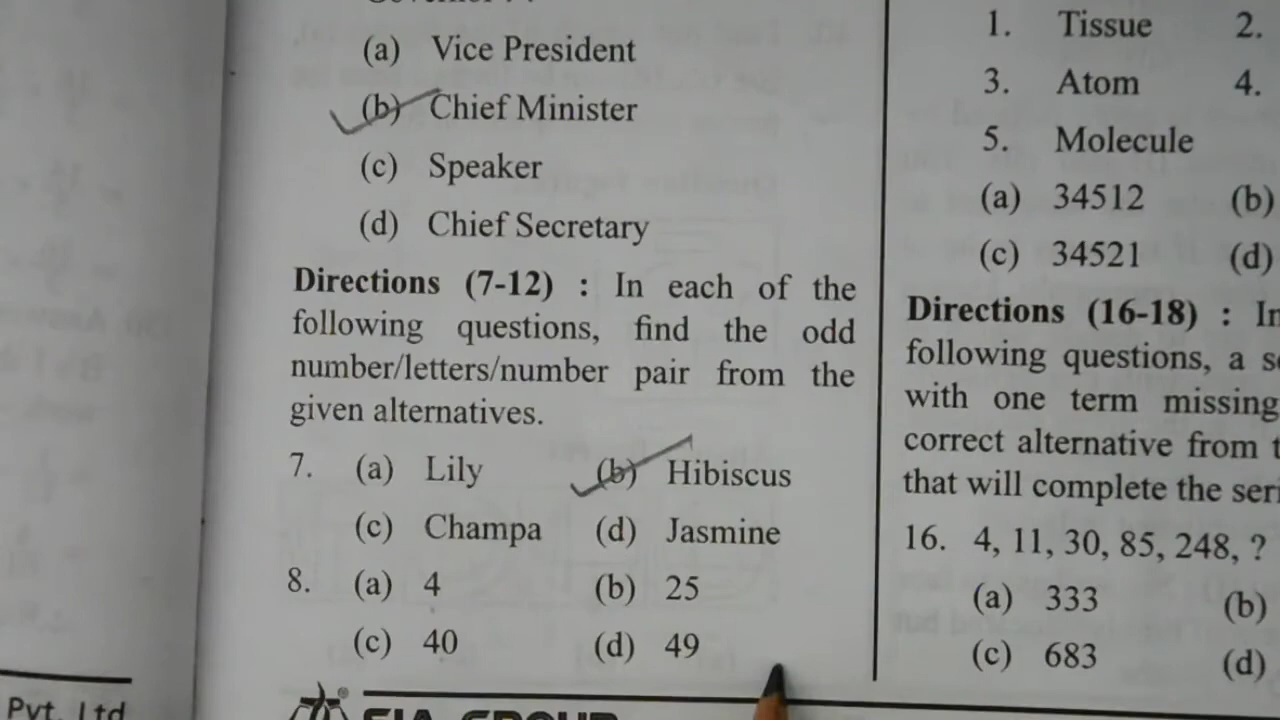 (a) Vice President
(b) Chief Minister
(c) Speaker
(d) Chief Secretary
Directions (7-12) : In each of the
following questions, find the odd
number/letters/number pair from the
given alternatives.
7. (a) Lily (b) Hibiscus
(c) Champa (d) Jasmine
8. (a) 4 (b) 25
(c) 40 (d) 49
1. Tissue 2.
3. Atom 4.
5. Molecule
(a) 34512 (b)
(c) 34521 (d)
Directions (16-18) : In
following questions, a
with one term missing
correct alternative from
that will complete the
16. 4, 11, 30, 85, 248, ?
(a) 333 (b)
(c) 683 (d)
Pvt. Ltd
SIA GROUP